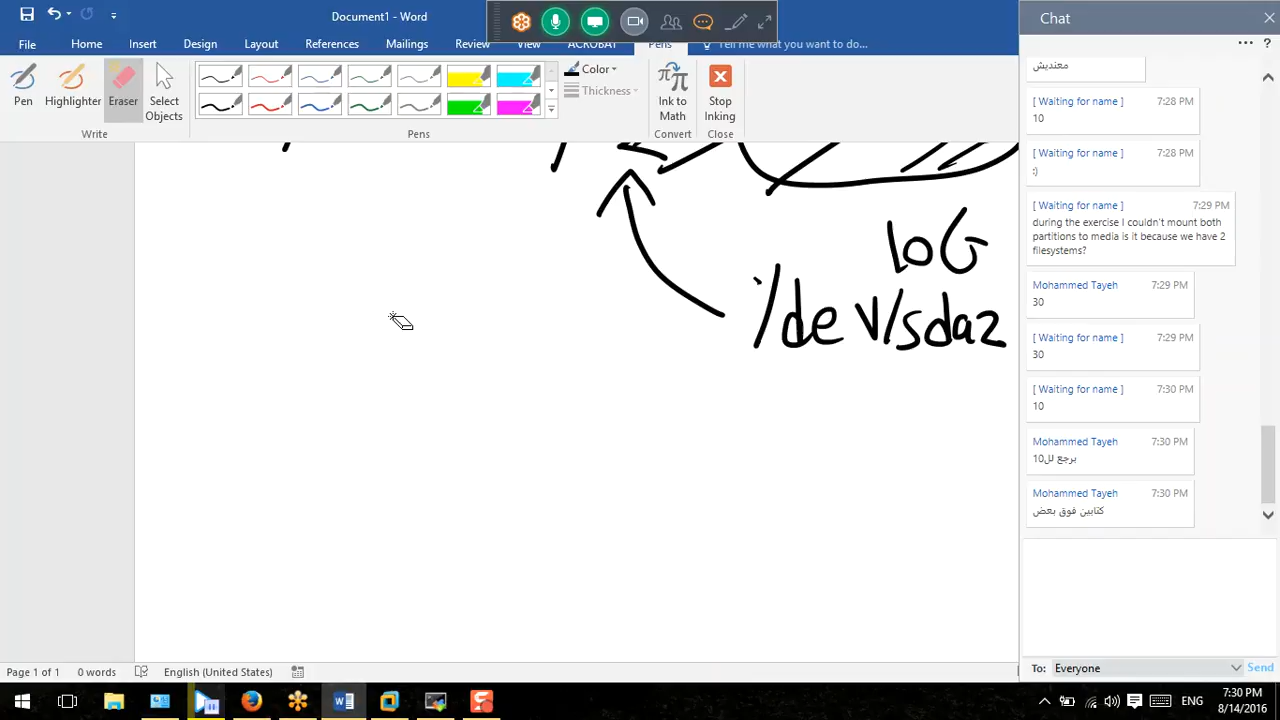 Document1 - Word
File
Home
Insert
Design
Layout
References
Mailings
Review
View
ACROBAT
Pens
Tell me what you want to do...
Pen
Highlighter
Eraser
Select Objects
Color
Thickness
Ink to Math
Stop Inking
Write
Pens
Convert
Close
10G
/dev/sda2
Chat
معنديش
[ Waiting for name ] 7:26 PM
10
[ Waiting for name ] 7:28 PM
:)
[ Waiting for name ] 7:29 PM
during the exercise I couldn't mount both
partitions to media is it because we have 2
filesystems?
Mohammed Tayeh 7:29 PM
30
[ Waiting for name ] 7:29 PM
30
[ Waiting for name ] 7:30 PM
10
Mohammed Tayeh 7:30 PM
برجع لل10
Mohammed Tayeh 7:30 PM
كتابين فوق بعض
To: Everyone Send
Page 1 of 1 0 words English (United States)
ENG
7:30 PM
8/14/2016